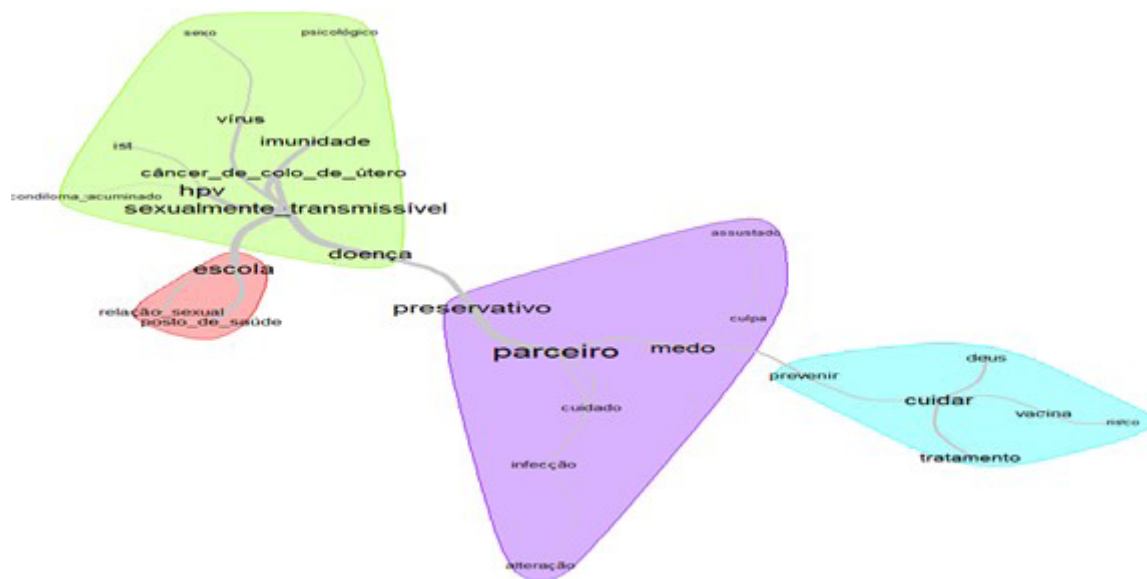 sexo
psicológico
vírus
imunidade
ist
câncer_de_colo_de_útero
hpv
condiloma_acuminado
sexualmente_transmissível
doença
escola
relação_sexual
posto_de_saúde
assustado
preservativo
culpa
parceiro
medo
cuidado
infecção
alteração
prevenir
deus
cuidar
vacina
risco
tratamento